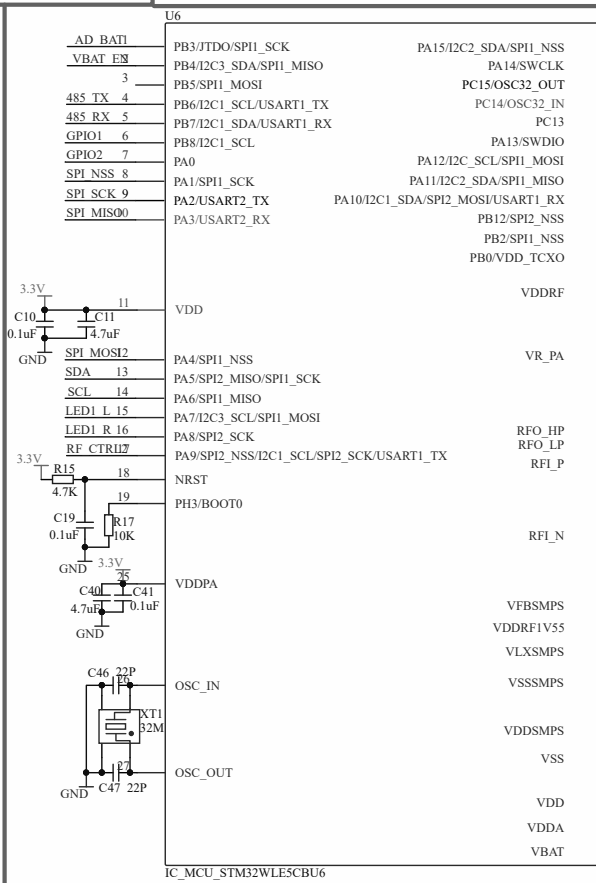 U6
AD_BAT 1 PB3/JTDO/SPI1_SCK PA15/I2C2_SDA/SPI1_NSS
VBAT_EN 2 PB4/I2C3_SDA/SPI1_MISO PA14/SWCLK
3 PB5/SPI1_MOSI PC15/OSC32_OUT
485_TX 4 PB6/I2C1_SCL/USART1_TX PC14/OSC32_IN
485_RX 5 PB7/I2C1_SDA/USART1_RX PC13
GPIO1 6 PB8/I2C1_SCL PA13/SWDIO
GPIO2 7 PA0 PA12/I2C_SCL/SPI1_MOSI
SPI_NSS 8 PA1/SPI1_SCK PA11/I2C2_SDA/SPI1_MISO
SPI_SCK 9 PA2/USART2_TX PA10/I2C1_SDA/SPI2_MOSI/USART1_RX
SPI_MISO 10 PA3/USART2_RX PB12/SPI2_NSS
PB2/SPI1_NSS
PB0/VDD_TCXO
3.3V VDDRF
11 VDD
C10 C11
0.1uF 4.7uF
GND
SPI_MOSI 12 PA4/SPI1_NSS VR_PA
SDA 13 PA5/SPI2_MISO/SPI1_SCK
SCL 14 PA6/SPI1_MISO
LED1_L 15 PA7/I2C3_SCL/SPI1_MOSI
LED1_R 16 PA8/SPI2_SCK RFO_HP
RFO_LP
RF_CTRL2 17 PA9/SPI2_NSS/I2C1_SCL/SPI2_SCK/USART1_TX
3.3V RFI_P
R15 18 NRST
4.7K
19 PH3/BOOT0
C19 R17
0.1uF 10K RFI_N
GND
3.3V
25 VDDPA
C40 C41
4.7uF 0.1uF VFBSMPS
GND VDDRF1V55
VLXSMPS
C46 22P
26 OSC_IN VSSSMPS
XT1
32M VDDSMPS
VSS
27 OSC_OUT
C47 22P
GND
VDD
VDDA
VBAT
IC_MCU_STM32WLE5CBU6